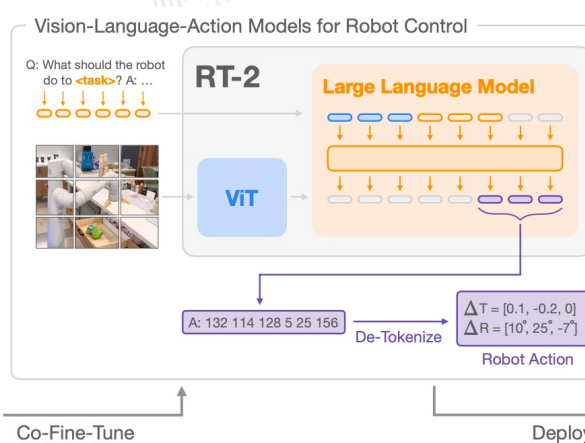 Vision-Language-Action Models for Robot Control
Q: What should the robot
do to <task>? A: …
RT-2
Large Language Model
ViT
A: 132 114 128 5 25 156
De-Tokenize
ΔT = [0.1, -0.2, 0]
ΔR = [10°, 25°, -7°]
Robot Action
Co-Fine-Tune
Deploy